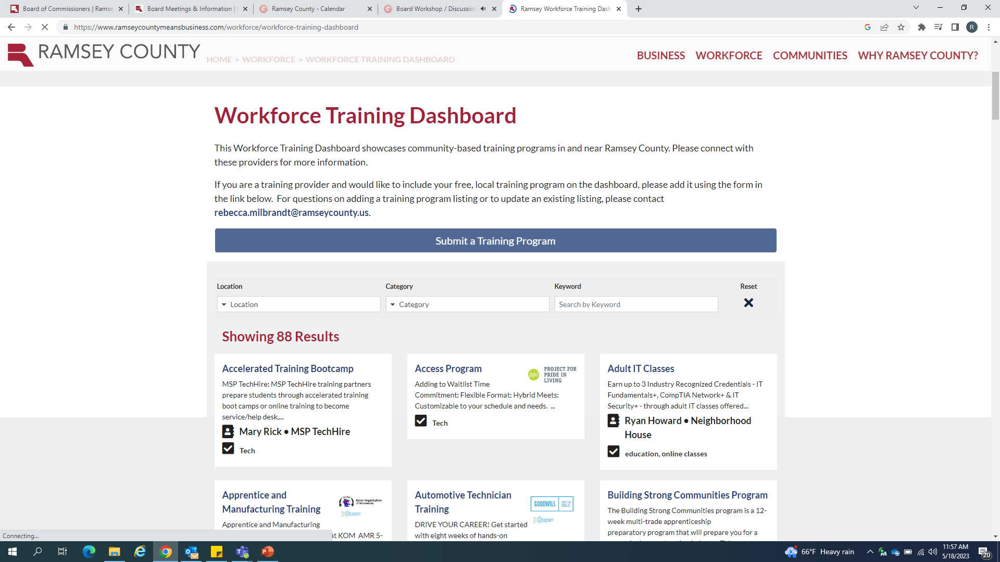 Board of Commissioners | Ramse
Board Meetings & Information |
Ramsey County - Calendar
Board Workshop / Discussion
Ramsey Workforce Training Dash
https://www.ramseycountymeansbusiness.com/workforce/workforce-training-dashboard
R
RAMSEY COUNTY
HOME > WORKFORCE > WORKFORCE TRAINING DASHBOARD
BUSINESS WORKFORCE COMMUNITIES WHY RAMSEY COUNTY?
Workforce Training Dashboard
This Workforce Training Dashboard showcases community-based training programs in and near Ramsey County. Please connect with
these providers for more information.
If you are a training provider and would like to include your free, local training program on the dashboard, please add it using the form in
the link below. For questions on adding a training program listing or to update an existing listing, please contact
rebecca.milbrandt@ramseycounty.us.
Submit a Training Program
Location
Category
Keyword
Reset
Location
Category
Search by Keyword
Showing 88 Results
Accelerated Training Bootcamp
MSP TechHire: MSP TechHire training partners
prepare students through accelerated training
boot camps or online training to become
service/help desk,...
Mary Rick • MSP TechHire
Tech
Access Program
ppl PROJECT FOR
PRIDE IN
LIVING
Adding to Waitlist Time
Commitment: Flexible Format: Hybrid Meets:
Customizable to your schedule and needs. ...
Tech
Adult IT Classes
Earn up to 3 Industry Recognized Credentials - IT
Fundamentals+, CompTIA Network+ & IT
Security+ - through adult IT classes offered...
Ryan Howard • Neighborhood
House
education, online classes
Apprentice and
Manufacturing Training
KOM
Karen Organization
of Minnesota
Change
Apprentice and Manufacturing
at KOM AMR 5-
Automotive Technician
Training
GOODWILL EASTER
SEALS
Change
DRIVE YOUR CAREER! Get started
with eight weeks of hands-on
Building Strong Communities Program
The Building Strong Communities program is a 12-
week multi-trade apprenticeship
preparatory program that will prepare you for a
Connecting...
66°F Heavy rain
11:57 AM
5/18/2023
20